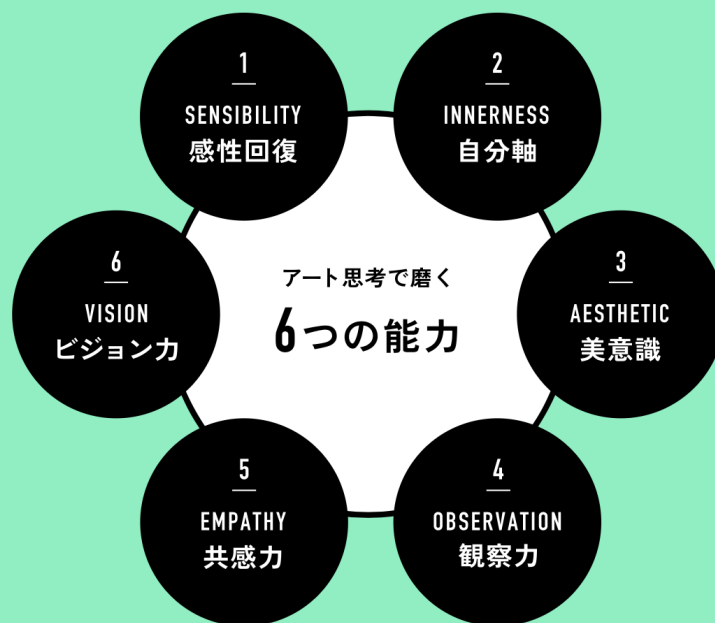 アート思考で磨く
6つの能力
1
SENSIBILITY
感性回復
2
INNERNESS
自分軸
3
AESTHETIC
美意識
4
OBSERVATION
観察力
5
EMPATHY
共感力
6
VISION
ビジョン力